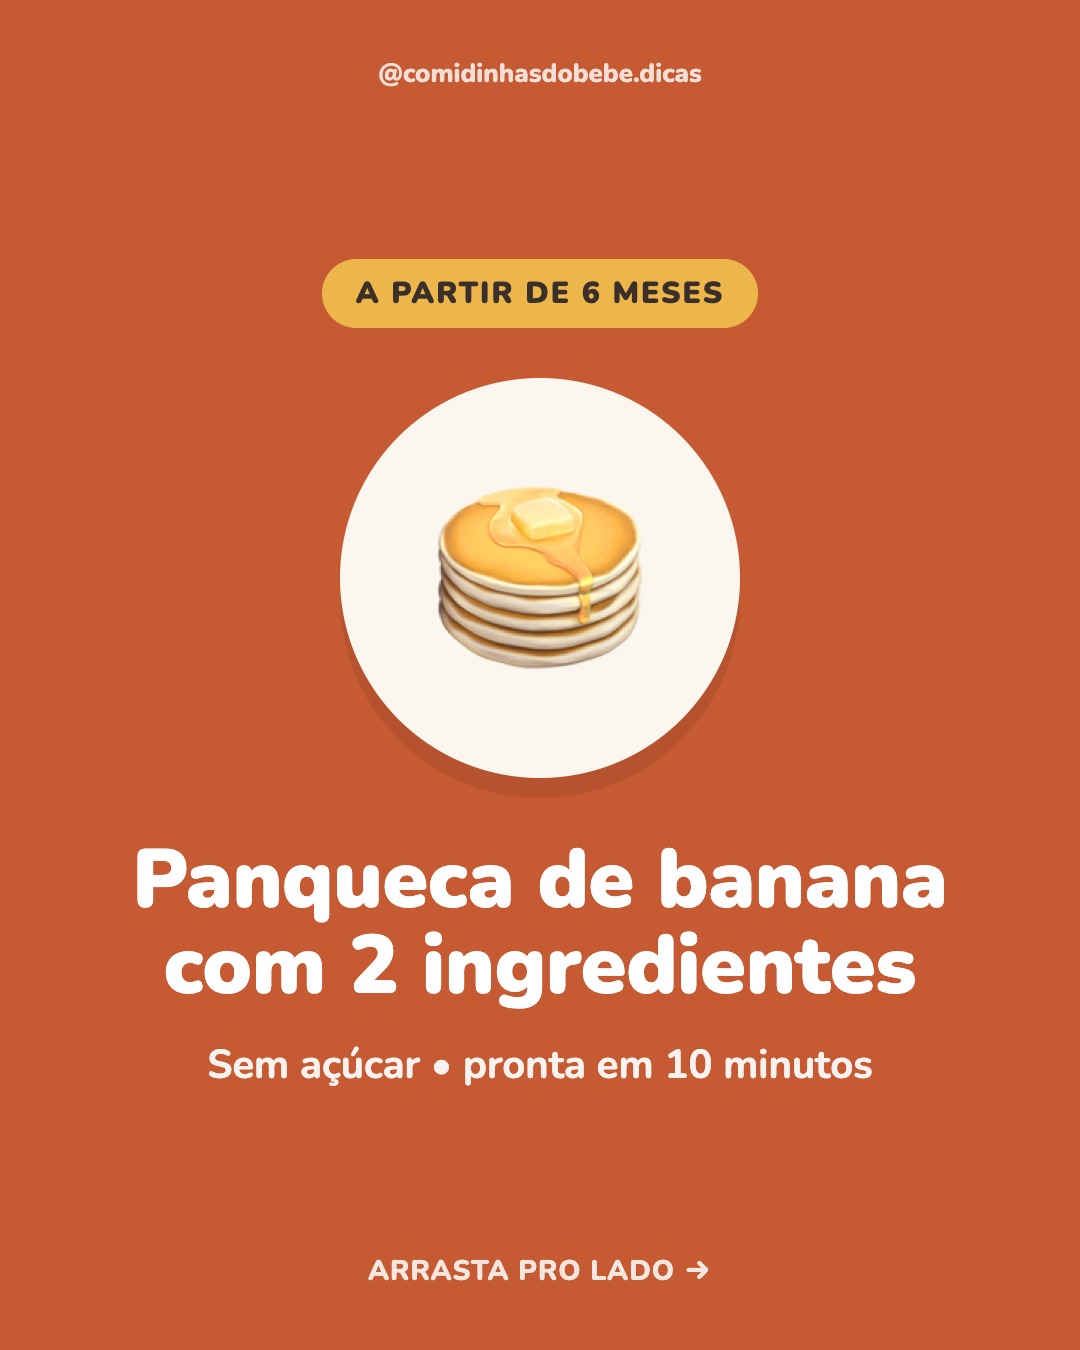 @comidinhasdobebe.dicas
A PARTIR DE 6 MESES
Panqueca de banana
com 2 ingredientes
Sem açúcar • pronta em 10 minutos
ARRASTA PRO LADO →